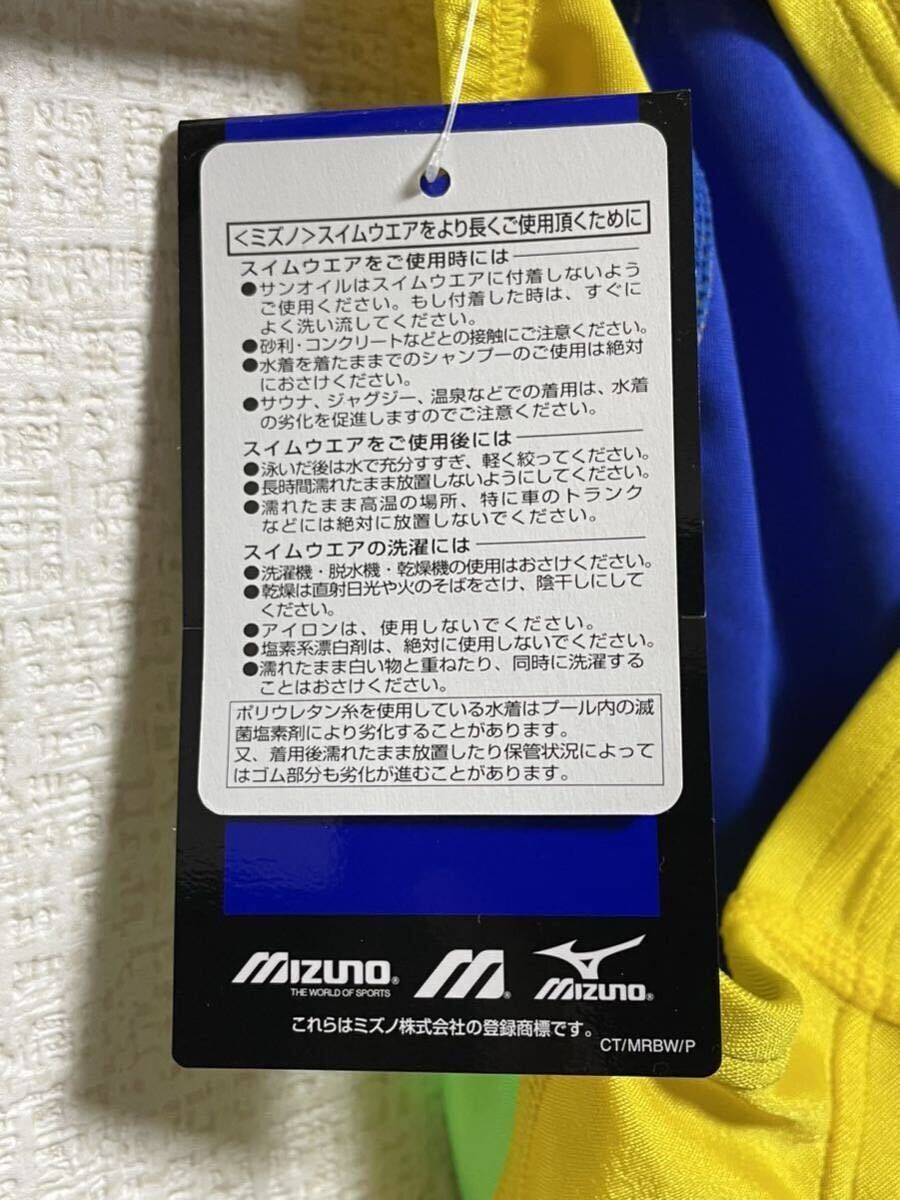 <ミズノ>スイムウエアをより長くご使用頂くために
スイムウエアをご使用時には
●サンオイルはスイムウエアに付着しないよう
ご使用ください。もし付着した時は、すぐに
よく洗い流してください。
●砂利・コンクリートなどとの接触にご注意ください。
●水着を着たままでのシャンプーのご使用は絶対
におさけください。
●サウナ、ジャグジー、温泉などでの着用は、水着
の劣化を促進しますのでご注意ください。
スイムウエアをご使用後には
●泳いだ後は水で充分すすぎ、軽く絞ってください。
●長時間濡れたまま放置しないようにしてください。
●濡れたまま高温の場所、特に車のトランク
などには絶対に放置しないでください。
スイムウエアの洗濯には
●洗濯機・脱水機・乾燥機の使用はおさけください。
●乾燥は直射日光や火のそばをさけ、陰干しにして
ください。
●アイロンは、使用しないでください。
●塩素系漂白剤は、絶対に使用しないでください。
●濡れたまま白い物と重ねたり、同時に洗濯する
ことはおさけください。
ポリウレタン糸を使用している水着はプール内の滅
菌塩素剤により劣化することがあります。
又、着用後濡れたまま放置したり保管状況によって
はゴム部分も劣化が進むことがあります。
MIZUNO®
THE WORLD OF SPORTS
M®
MIZUNO®
これらはミズノ株式会社の登録商標です。
CT/MRBW/P